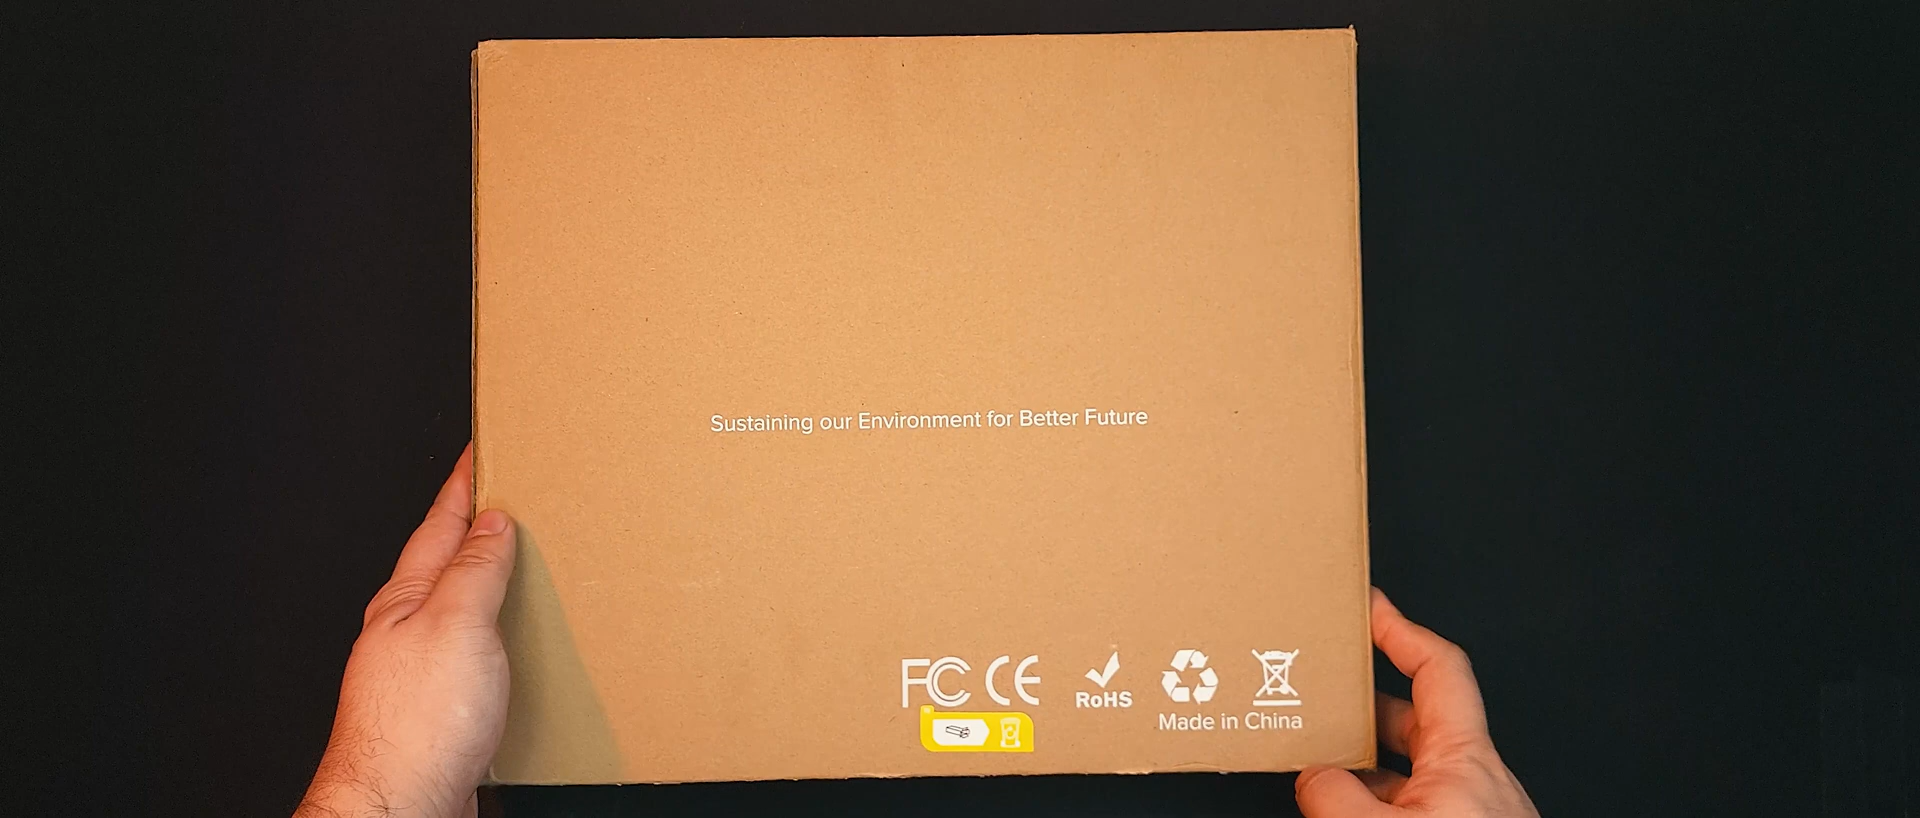 Sustaining our Environment for Better Future
FC CE RoHS
Made in China